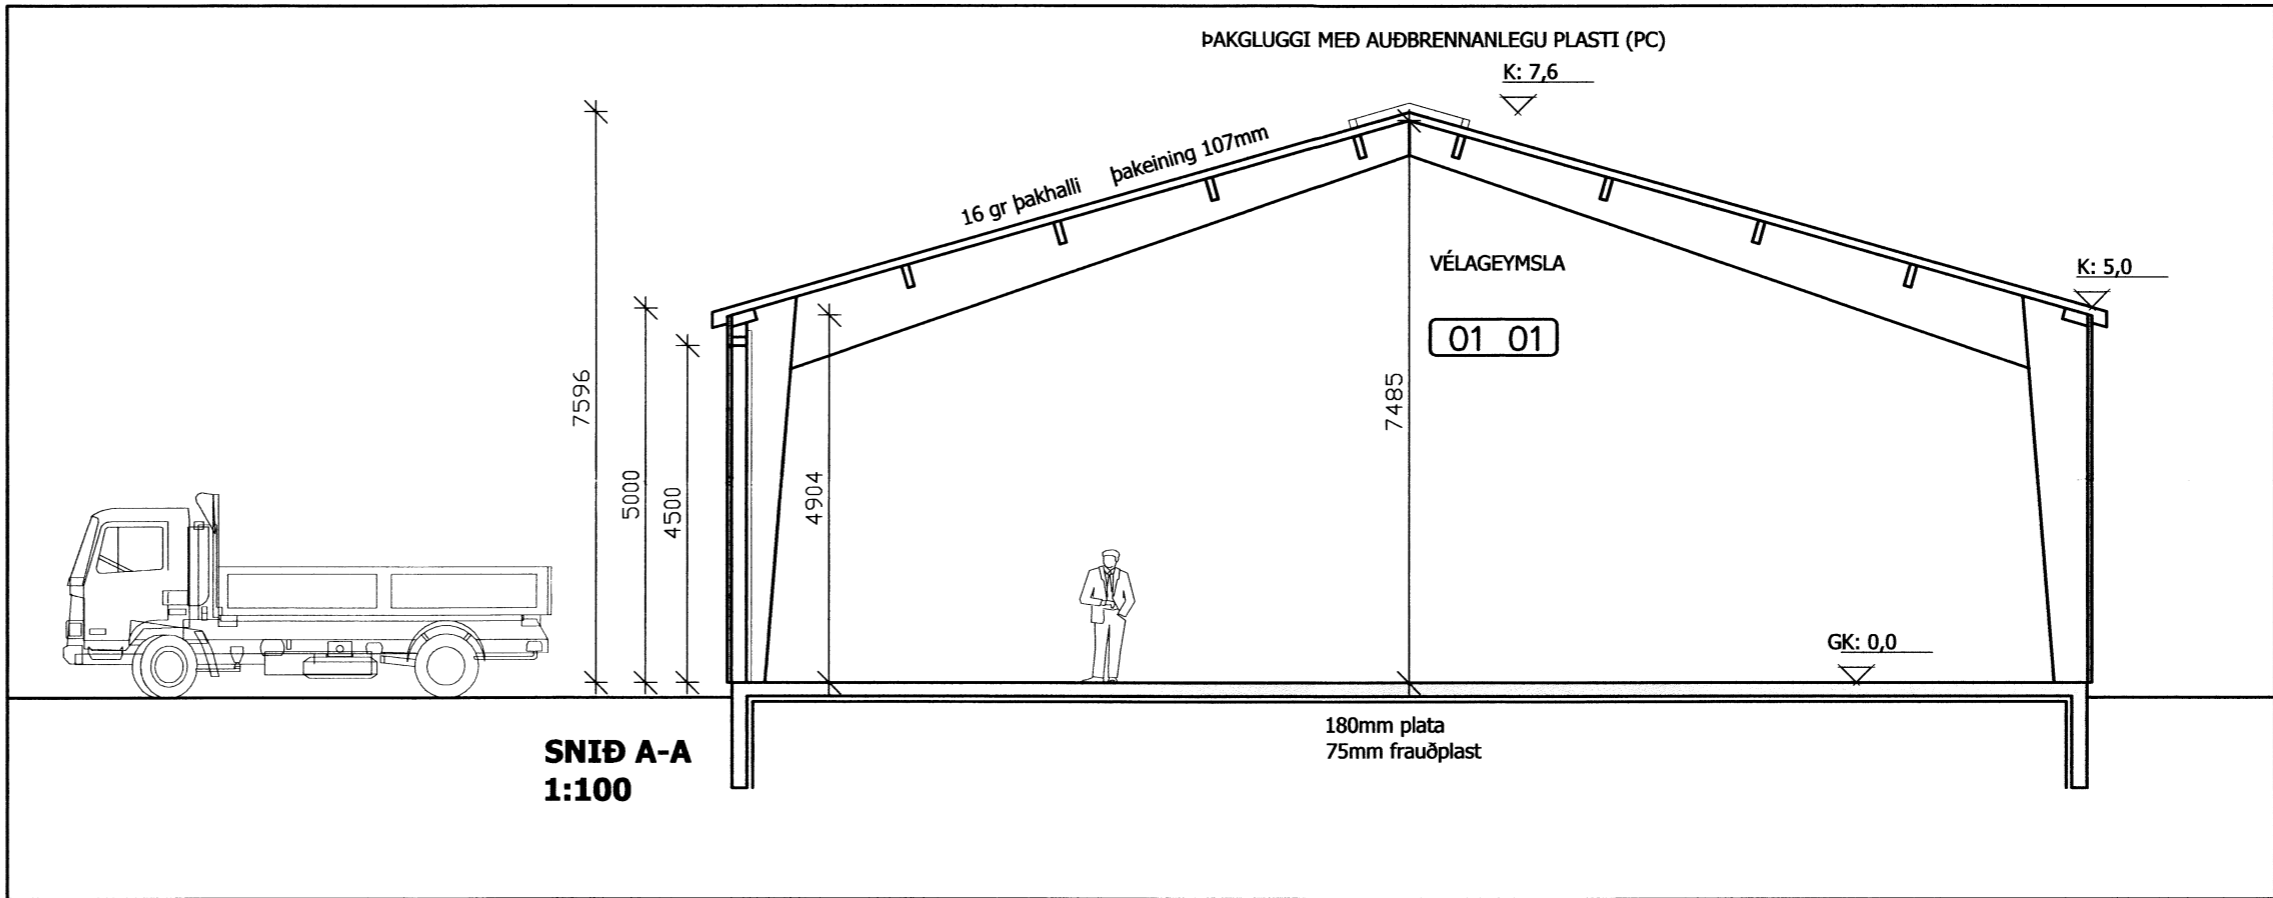 ÞAKGLUGGI MEÐ AUÐBRENNANLEGU PLASTI (PC)
K: 7,6
16 gr þakhalli þakeining 107mm
VÉLAGEYMSLA
K: 5,0
01 01
7596
7485
5000
4500
4904
GK: 0,0
180mm plata
75mm frauðplast
SNIÐ A-A
1:100